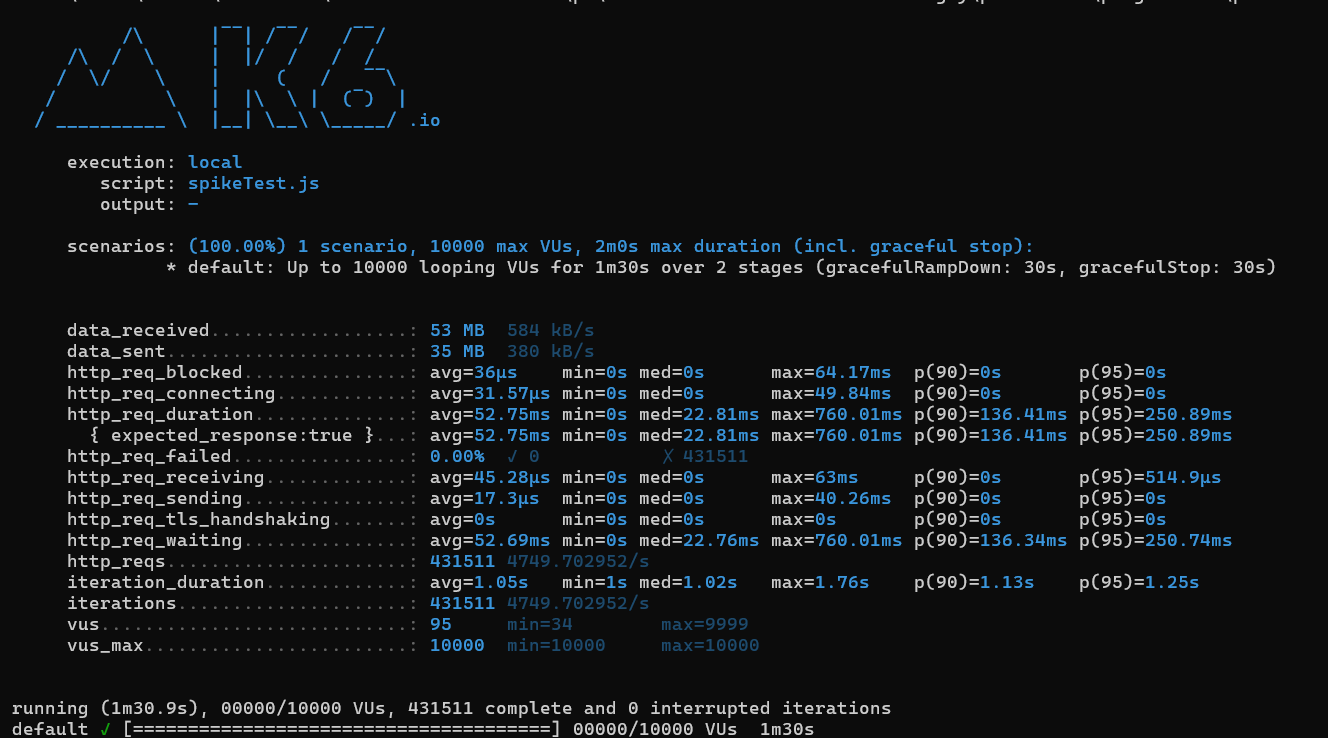 .io
execution: local
script: spikeTest.js
output: -
scenarios: (100.00%) 1 scenario, 10000 max VUs, 2m0s max duration (incl. graceful stop):
* default: Up to 10000 looping VUs for 1m30s over 2 stages (gracefulRampDown: 30s, gracefulStop: 30s)
data_received..................: 53 MB 584 kB/s
data_sent......................: 35 MB 380 kB/s
http_req_blocked...............: avg=36µs min=0s med=0s max=64.17ms p(90)=0s p(95)=0s
http_req_connecting............: avg=31.57µs min=0s med=0s max=49.84ms p(90)=0s p(95)=0s
http_req_duration..............: avg=52.75ms min=0s med=22.81ms max=760.01ms p(90)=136.41ms p(95)=250.89ms
{ expected_response:true }...: avg=52.75ms min=0s med=22.81ms max=760.01ms p(90)=136.41ms p(95)=250.89ms
http_req_failed................: 0.00% ✓ 0 ✗ 431511
http_req_receiving.............: avg=45.28µs min=0s med=0s max=63ms p(90)=0s p(95)=514.9µs
http_req_sending...............: avg=17.3µs min=0s med=0s max=40.26ms p(90)=0s p(95)=0s
http_req_tls_handshaking.......: avg=0s min=0s med=0s max=0s p(90)=0s p(95)=0s
http_req_waiting...............: avg=52.69ms min=0s med=22.76ms max=760.01ms p(90)=136.34ms p(95)=250.74ms
http_reqs......................: 431511 4749.702952/s
iteration_duration.............: avg=1.05s min=1s med=1.02s max=1.76s p(90)=1.13s p(95)=1.25s
iterations.....................: 431511 4749.702952/s
vus............................: 95 min=34 max=9999
vus_max........................: 10000 min=10000 max=10000
running (1m30.9s), 00000/10000 VUs, 431511 complete and 0 interrupted iterations
default ✓ [======================================] 00000/10000 VUs 1m30s